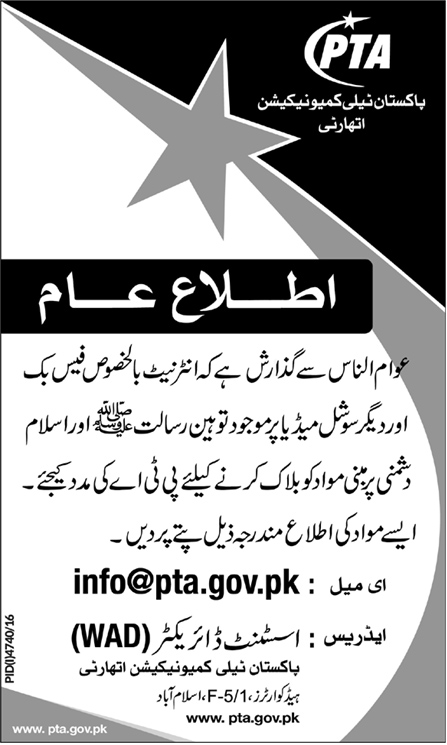 PTA
پاکستان ٹیلی کمیونیکیشن
اتھارٹی
اطلاع عام
عوام الناس سے گذارش ہے کہ انٹرنیٹ بالخصوص فیس بک
اور دیگر سوشل میڈیا پر موجود توہین رسالت ﷺ اور اسلام
دشمنی پر مبنی مواد کو بلاک کرنے کیلئے پی ٹی اے کی مدد کیجئے۔
ایسے مواد کی اطلاع مندرجہ ذیل پتے پر دیں۔
ای میل : info@pta.gov.pk
ایڈریس : اسسٹنٹ ڈائریکٹر (WAD)
پاکستان ٹیلی کمیونیکیشن اتھارٹی
ہیڈکوارٹرز، F-5/1، اسلام آباد
www. pta.gov.pk
PID(I)4740/16
www. pta.gov.pk